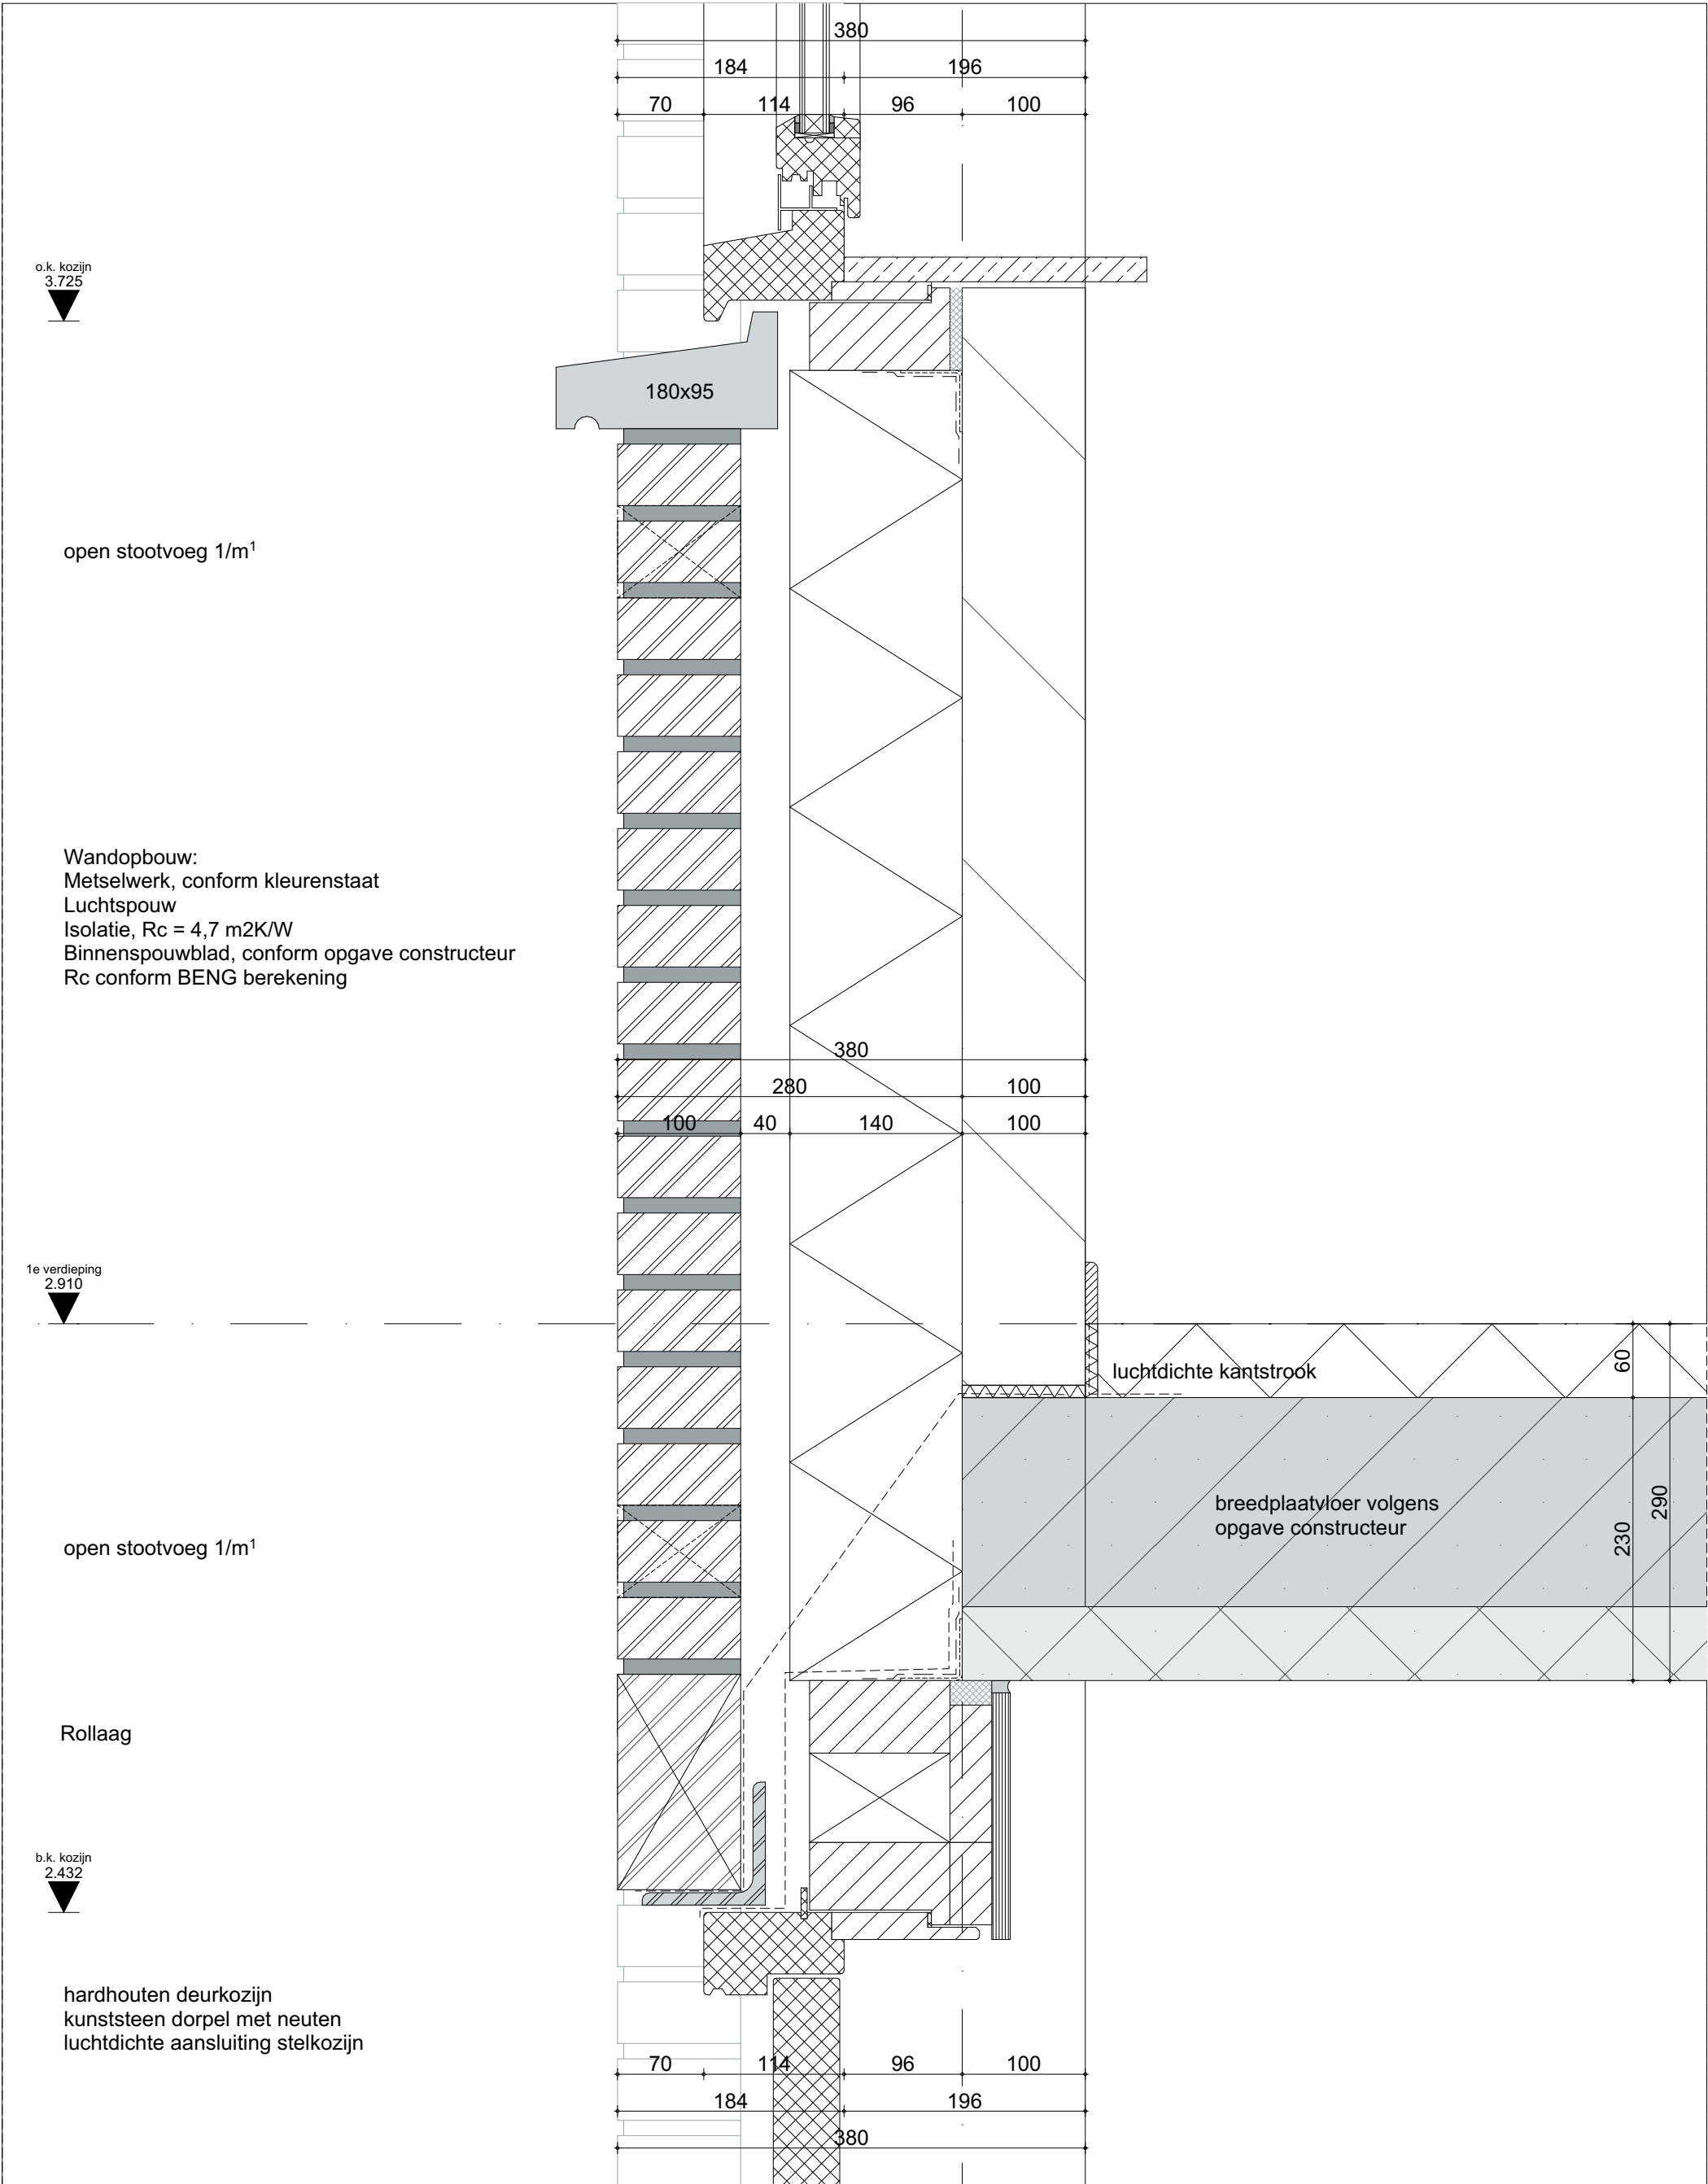 380
184 196
70 114 96 100
o.k. kozijn
3.725
180x95
open stootvoeg 1/m¹
Wandopbouw:
Metselwerk, conform kleurenstaat
Luchtspouw
Isolatie, Rc = 4,7 m2K/W
Binnenspouwblad, conform opgave constructeur
Rc conform BENG berekening
380
280 100
100 40 140 100
1e verdieping
2.910
luchtdichte kantstrook
60
breedplaatvloer volgens
opgave constructeur
290
230
open stootvoeg 1/m¹
Rollaag
b.k. kozijn
2.432
hardhouten deurkozijn
kunststeen dorpel met neuten
luchtdichte aansluiting stelkozijn
70 114 96 100
184 196
380